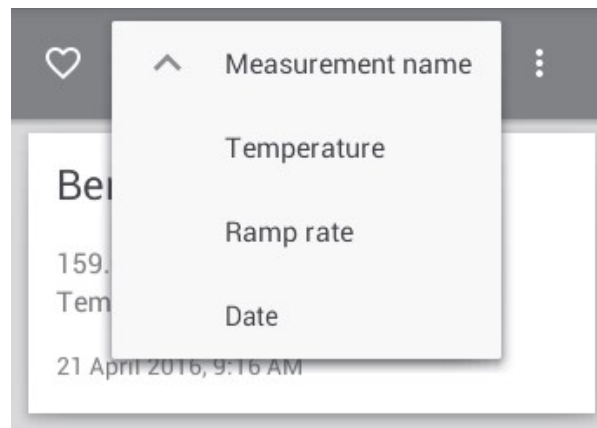 Measurement name
Temperature
Ramp rate
Date
Be
159.
Tem
21 April 2016, 9:16 AM